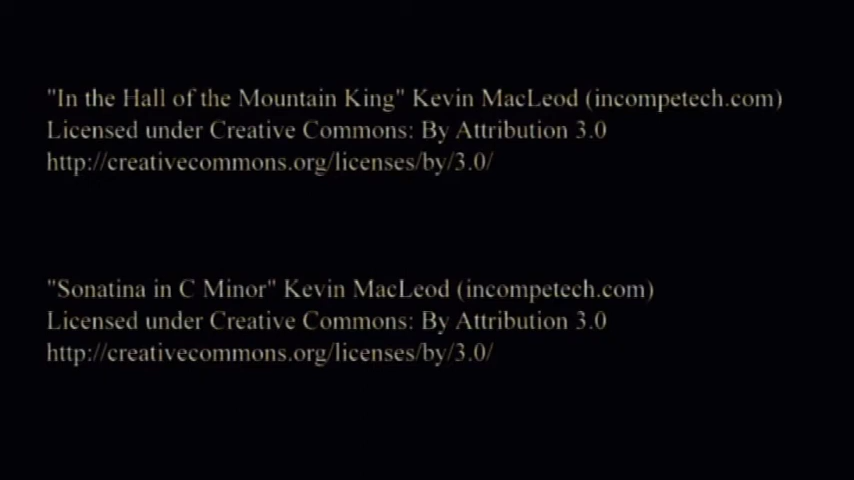 "In the Hall of the Mountain King" Kevin MacLeod (incompetech.com)
Licensed under Creative Commons: By Attribution 3.0
http://creativecommons.org/licenses/by/3.0/
"Sonatina in C Minor" Kevin MacLeod (incompetech.com)
Licensed under Creative Commons: By Attribution 3.0
http://creativecommons.org/licenses/by/3.0/